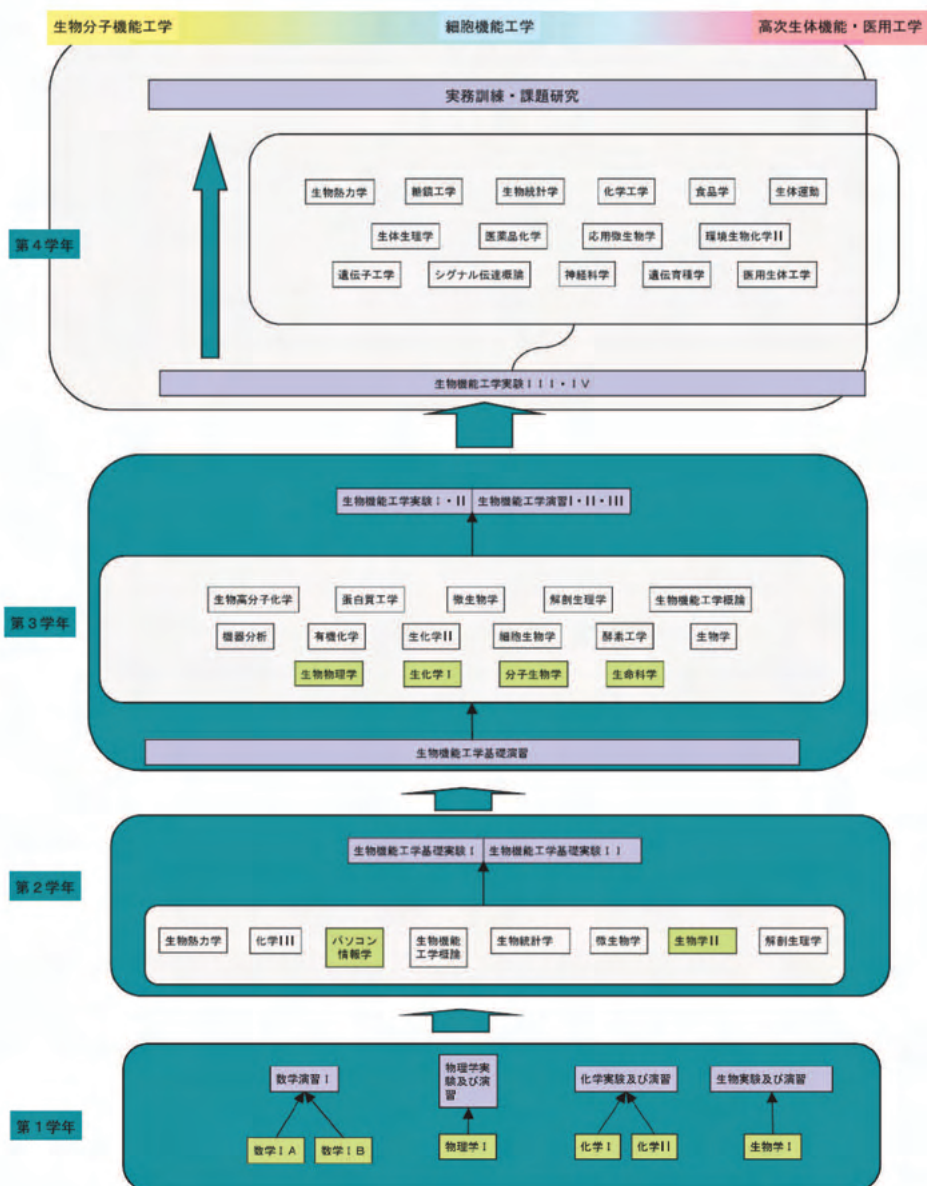 生物分子機能工学
細胞機能工学
高次生体機能・医用工学
実務訓練・課題研究
第4学年
生物熱力学
糖鎖工学
生物統計学
化学工学
食品学
生体運動
生体生理学
医薬品化学
応用微生物学
環境生物化学II
遺伝子工学
シグナル伝達概論
神経科学
遺伝育種学
医用生体工学
生物機能工学実験III・IV
第3学年
生物機能工学実験I・II
生物機能工学演習I・II・III
生物高分子化学
蛋白質工学
微生物学
解剖生理学
生物機能工学概論
機器分析
有機化学
生化学II
細胞生物学
酵素工学
生物学
生物物理学
生化学I
分子生物学
生命科学
生物機能工学基礎演習
第2学年
生物機能工学基礎実験I
生物機能工学基礎実験II
生物熱力学
化学III
パソコン
情報学
生物機能
工学概論
生物統計学
微生物学
生物学II
解剖生理学
第1学年
数学演習I
物理学実
験及び演
習
化学実験及び演習
生物実験及び演習
数学IA
数学IB
物理学I
化学I
化学II
生物学I